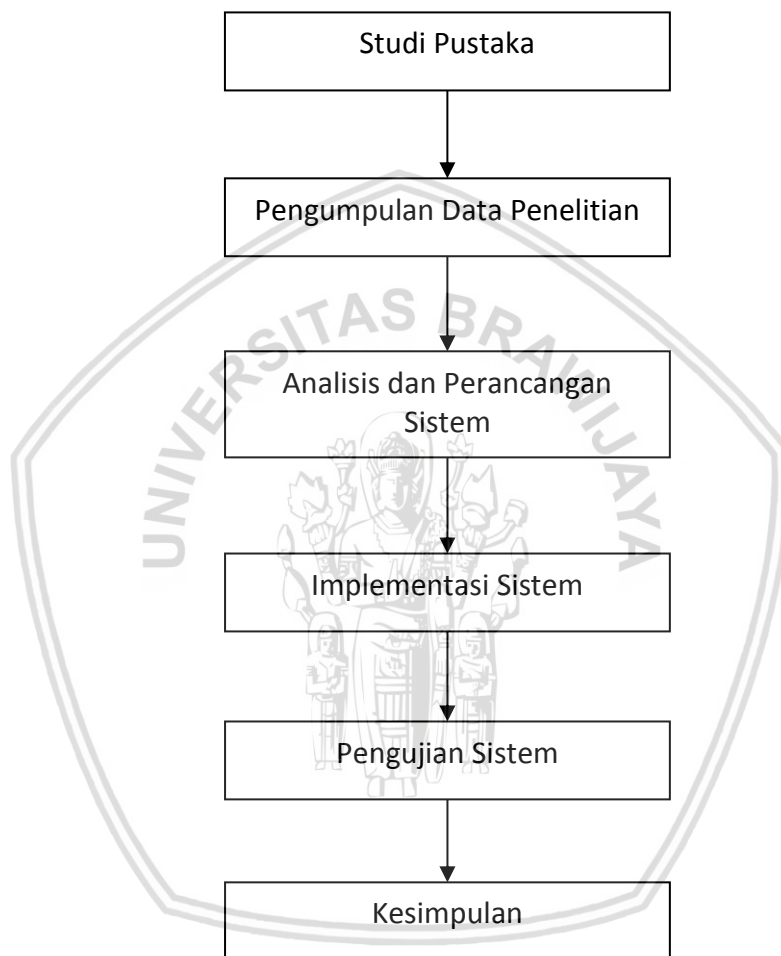 Studi Pustaka
Pengumpulan Data Penelitian
UNIVERSITAS BRAWIJAYA
Analisis dan Perancangan
Sistem
Implementasi Sistem
Pengujian Sistem
Kesimpulan